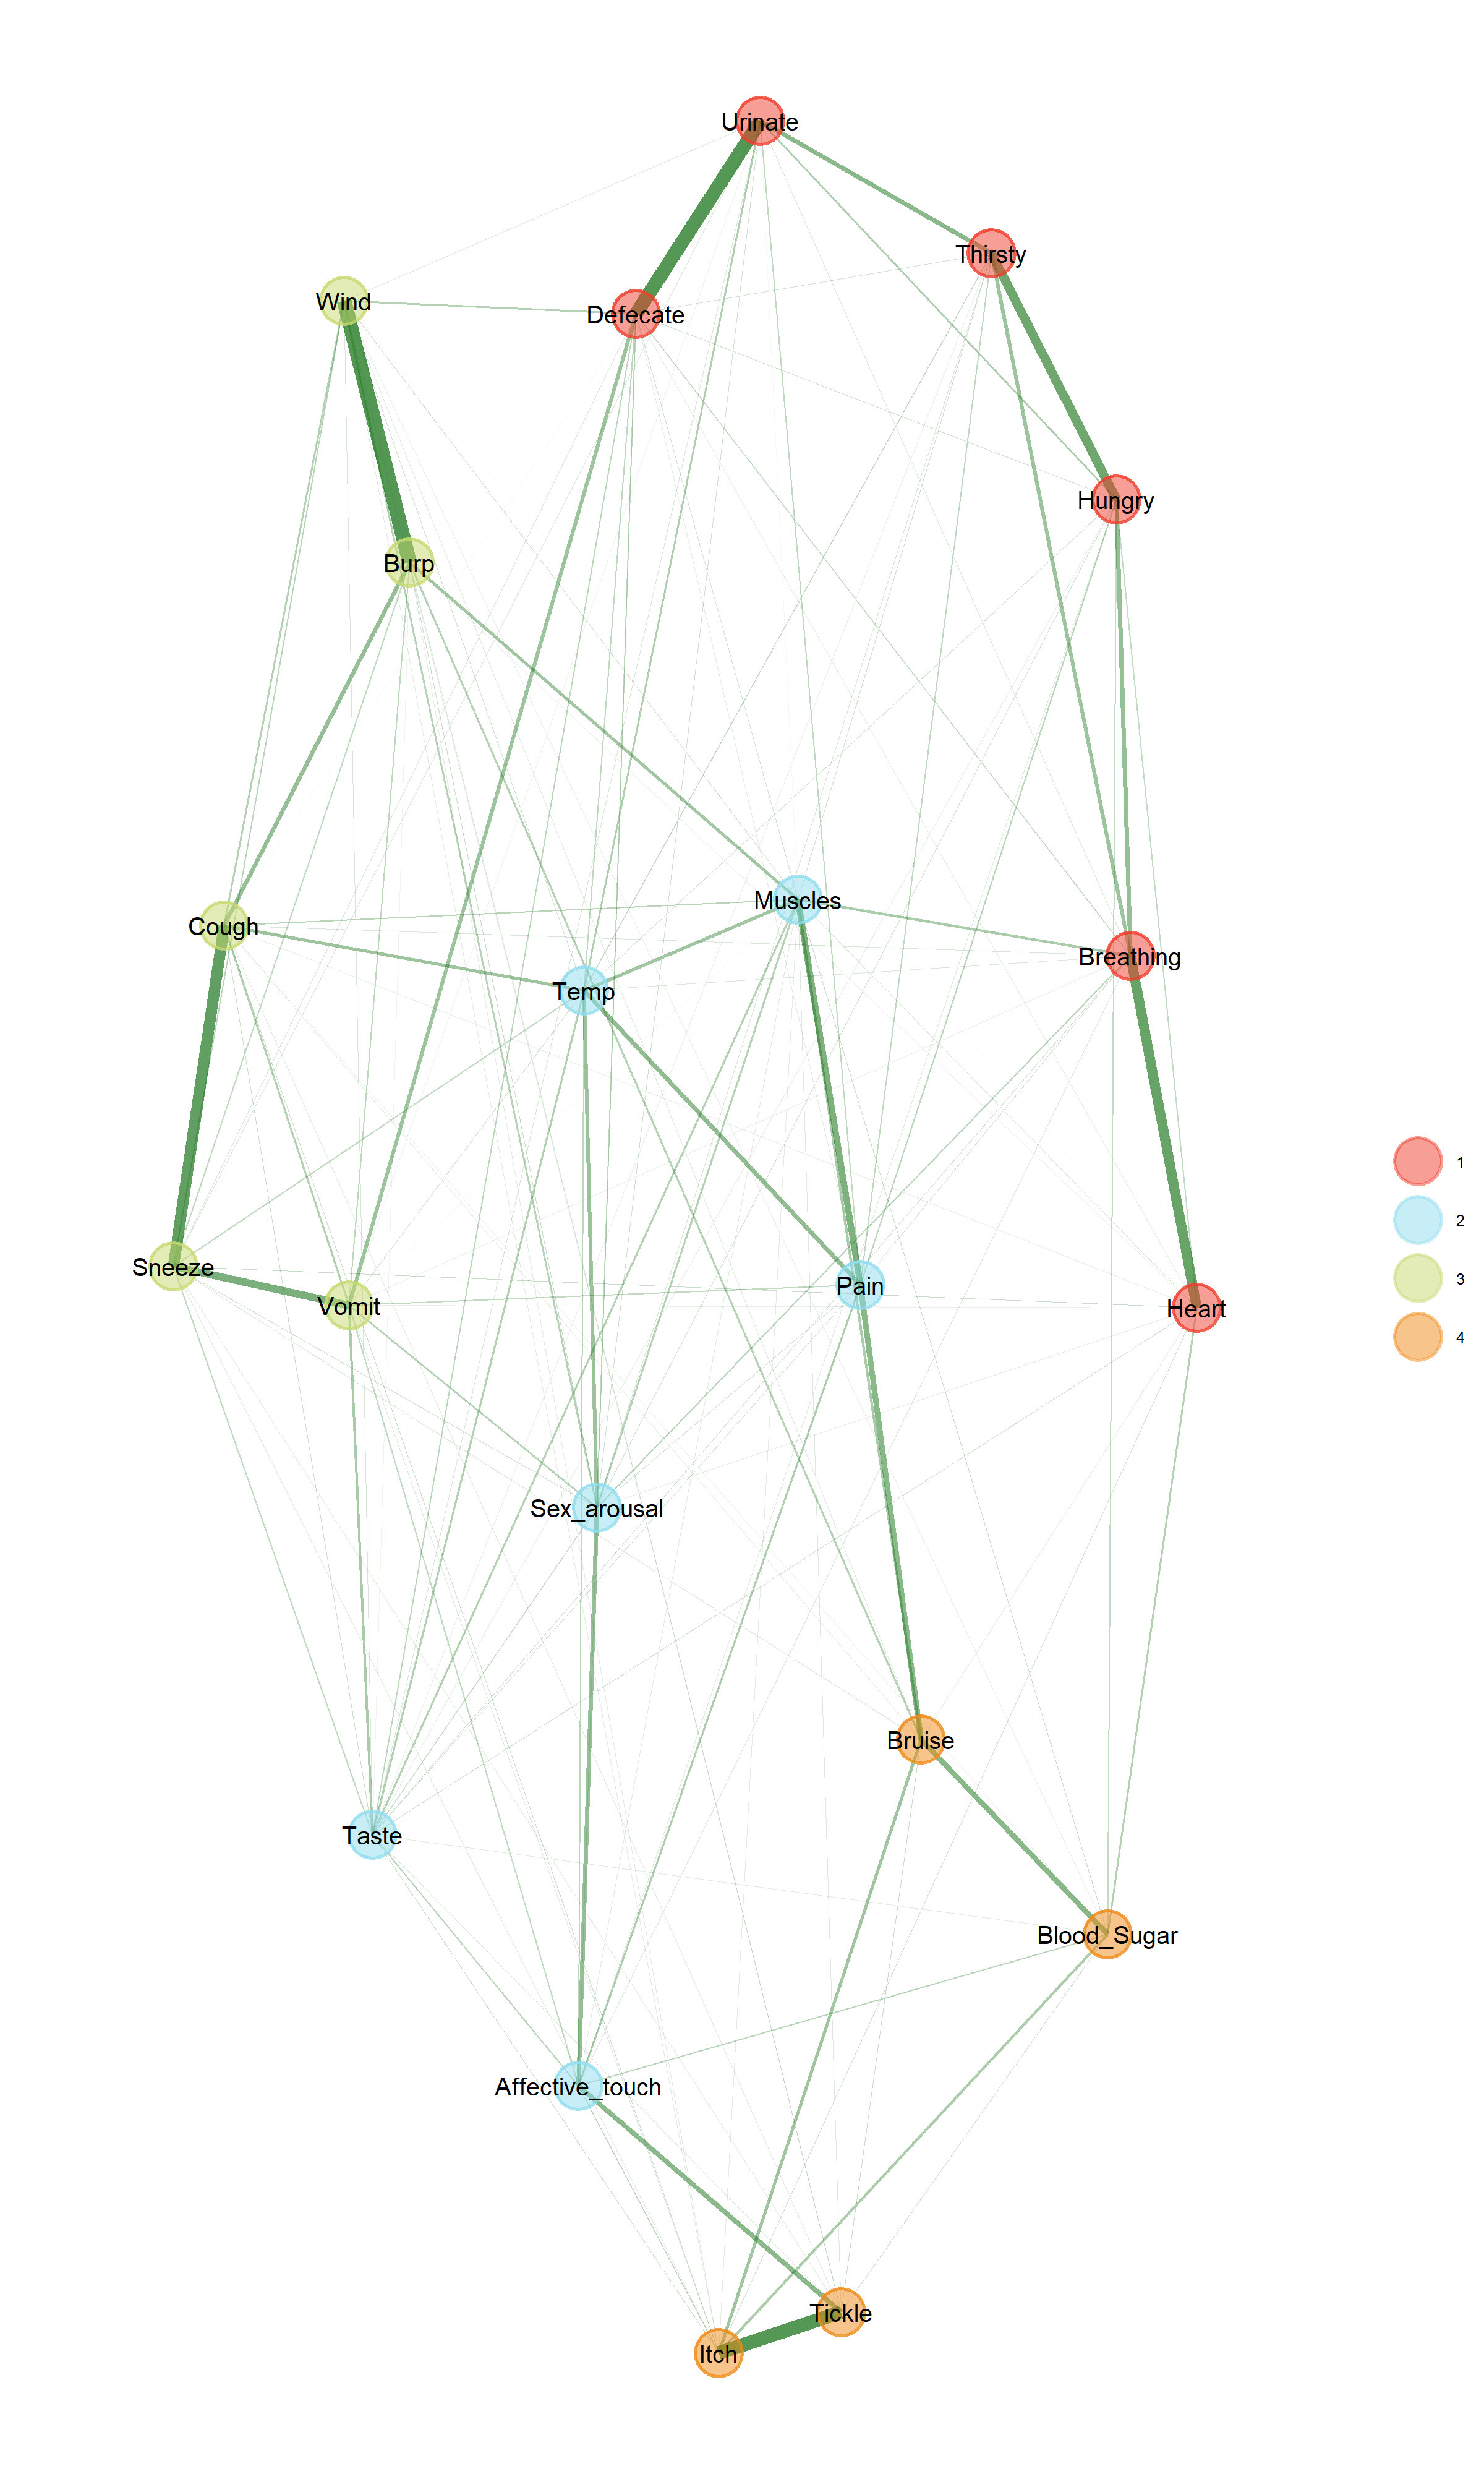 Urinate
Thirsty
Wind
Defecate
Hungry
Burp
Muscles
Cough
Breathing
Temp
1
2
Sneeze
3
Pain
Vomit
Heart
4
Sex_arousal
Bruise
Taste
Blood_Sugar
Affective_touch
Tickle
Itch